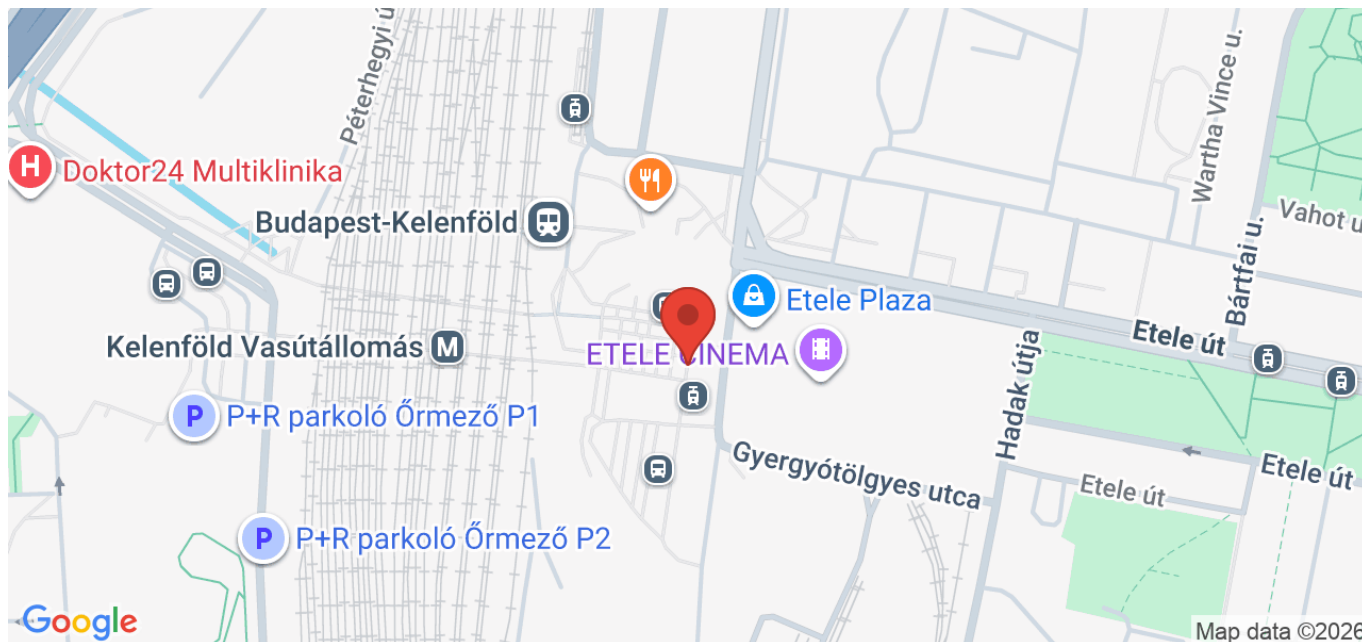 Péterhegyi ú
Wartha Vince u.
H
Doktor24 Multiklinika
Budapest-Kelenföld
Vahot u
Bártfai u.
Etele Plaza
Etele út
Kelenföld Vasútállomás
M
ETELE CINEMA
Hadak útja
P
P+R parkoló Őrmező P1
Gyergyótölgyes utca
Etele út
Etele út
P
P+R parkoló Őrmező P2
Google
Map data ©2026